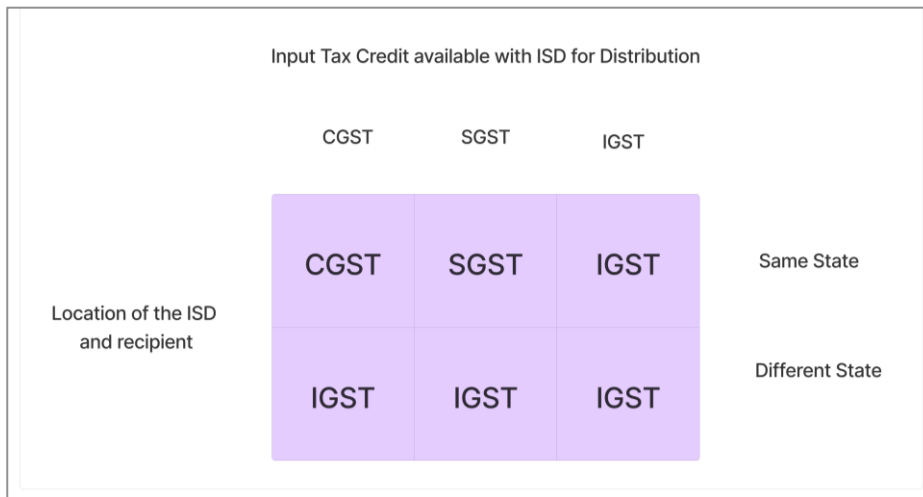 Input Tax Credit available with ISD for Distribution
CGST SGST IGST
CGST SGST IGST Same State
Location of the ISD
and recipient
IGST IGST IGST Different State